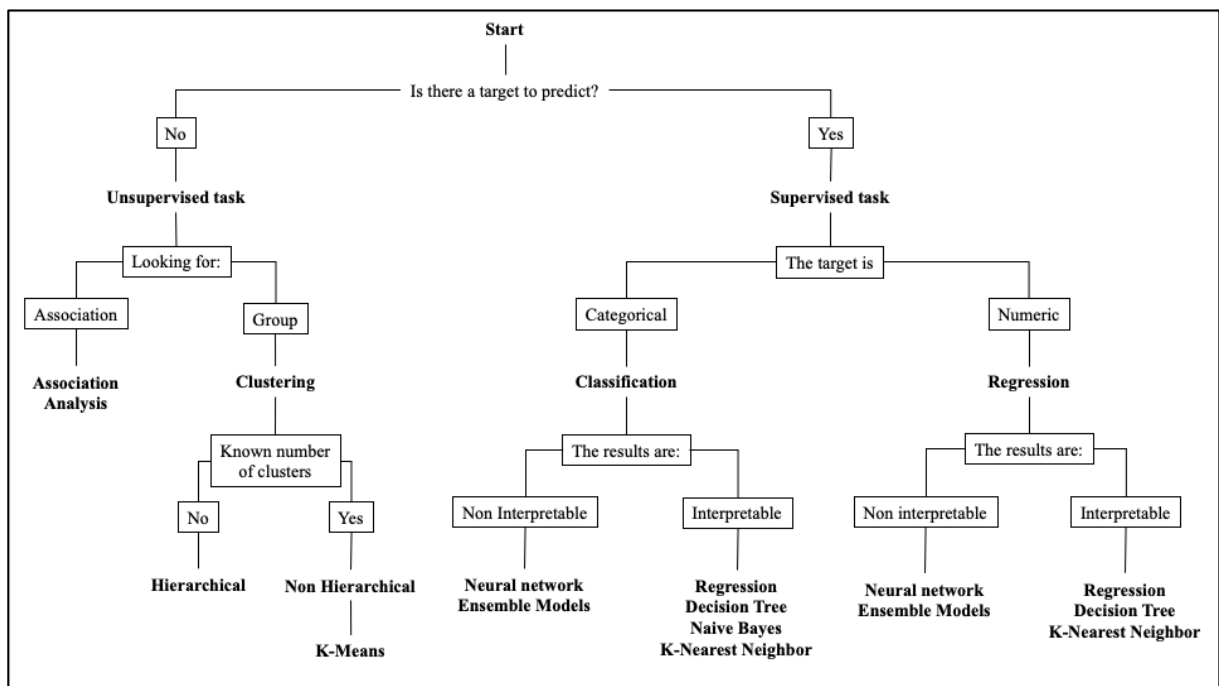 Start
Is there a target to predict?
No
Yes
Unsupervised task
Supervised task
Looking for:
The target is
Association
Group
Categorical
Numeric
Association
Analysis
Clustering
Classification
Regression
Known number
of clusters
The results are:
The results are:
No
Yes
Non Interpretable
Interpretable
Non interpretable
Interpretable
Hierarchical
Non Hierarchical
K-Means
Neural network
Ensemble Models
Regression
Decision Tree
Naive Bayes
K-Nearest Neighbor
Neural network
Ensemble Models
Regression
Decision Tree
K-Nearest Neighbor